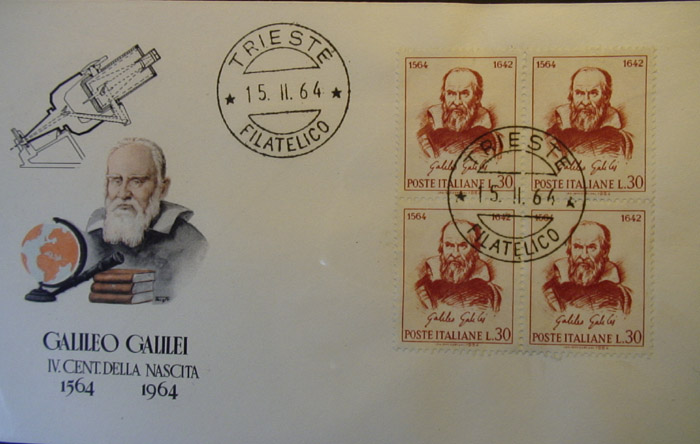 TRIESTE
★ 15. II. 64 ★
FILATELICO
GALILEO GALILEI
IV. CENT. DELLA NASCITA
1564 1964
1564 1642
Galileo Galilei
POSTE ITALIANE L.30
1564 1642
Galileo Galilei
POSTE ITALIANE L.30
TRIESTE
★ 15. II. 64 ★
FILATELICO
1564 1642
Galileo Galilei
POSTE ITALIANE L.30
1564 1642
Galileo Galilei
POSTE ITALIANE L.30